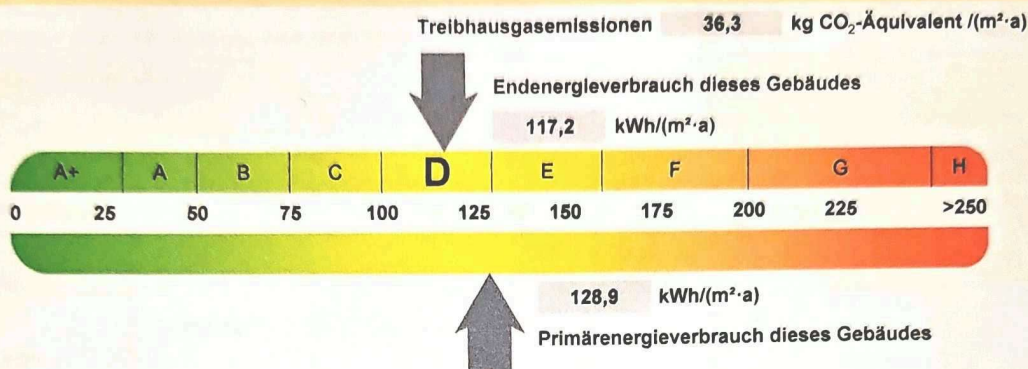 Treibhausgasemissionen 36,3 kg CO₂-Äquivalent /(m²·a)
Endenergieverbrauch dieses Gebäudes
117,2 kWh/(m²·a)
A+ A B C D E F G H
0 25 50 75 100 125 150 175 200 225 >250
128,9 kWh/(m²·a)
Primärenergieverbrauch dieses Gebäudes